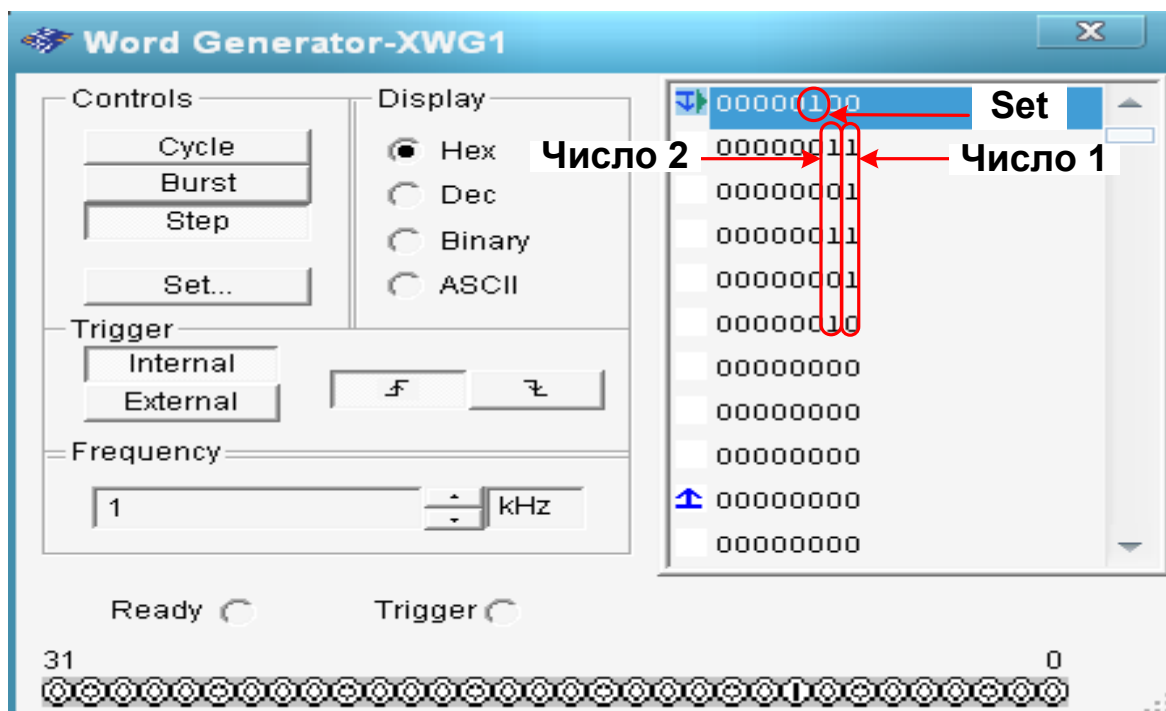 Word Generator-XWG1
Controls
Cycle
Burst
Step
Set...
Display
Hex
Dec
Binary
ASCII
Trigger
Internal
External
Frequency
1
kHz
00000100
00000011
00000001
00000011
00000001
00000010
00000000
00000000
00000000
00000000
00000000
Set
Число 2
Число 1
Ready
Trigger
31
0